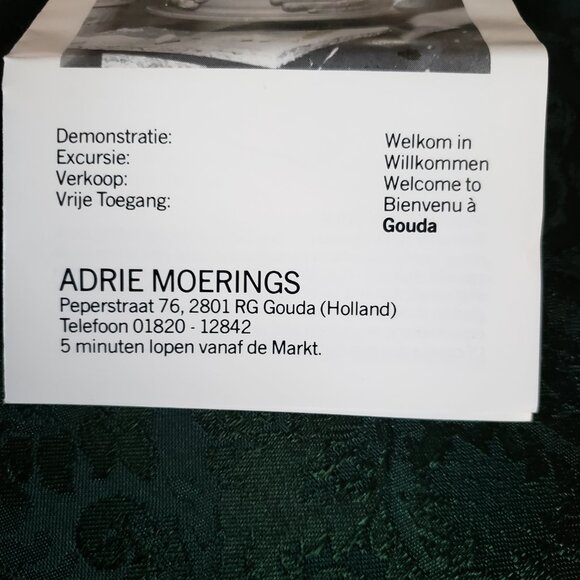 Demonstratie:
Excursie:
Verkoop:
Vrije Toegang:
Welkom in
Willkommen
Welcome to
Bienvenu à
Gouda
ADRIE MOERINGS
Peperstraat 76, 2801 RG Gouda (Holland)
Telefoon 01820 - 12842
5 minuten lopen vanaf de Markt.